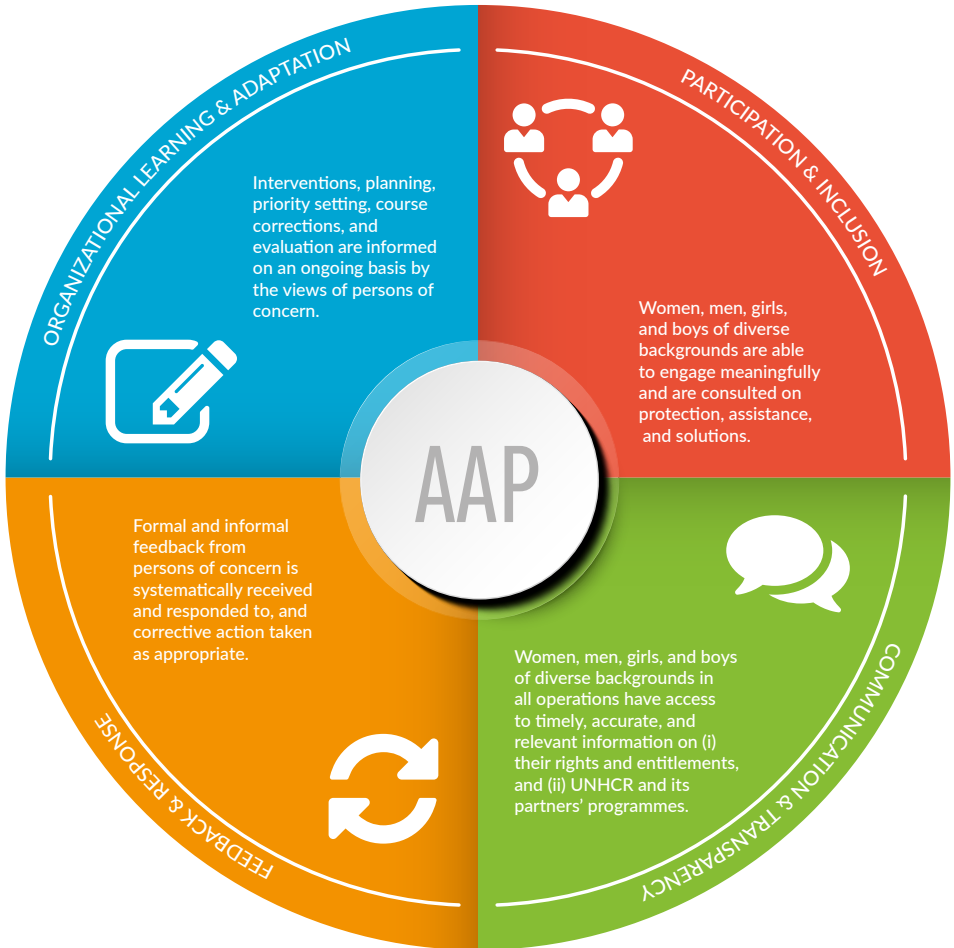 ORGANIZATIONAL LEARNING & ADAPTATION
Interventions, planning,
priority setting, course
corrections, and
evaluation are informed
on an ongoing basis by
the views of persons of
concern.
PARTICIPATION & INCLUSION
Women, men, girls,
and boys of diverse
backgrounds are able
to engage meaningfully
and are consulted on
protection, assistance,
and solutions.
AAP
Formal and informal
feedback from
persons of concern is
systematically received
and responded to, and
corrective action taken
as appropriate.
FEEDBACK & RESPONSE
Women, men, girls, and boys
of diverse backgrounds in
all operations have access
to timely, accurate, and
relevant information on (i)
their rights and entitlements,
and (ii) UNHCR and its
partners’ programmes.
COMMUNICATION & TRANSPARENCY